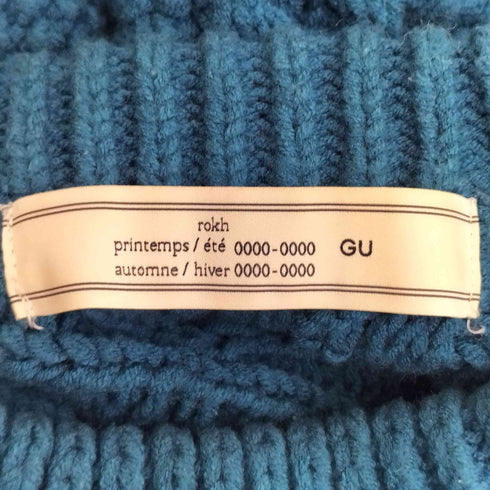 rokh
printemps / été 0000-0000 GU
automne / hiver 0000-0000